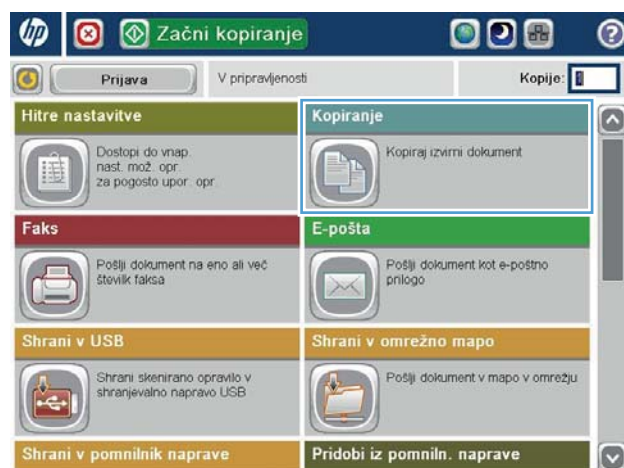 hp
Začni kopiranje
?
Prijava
V pripravljenosti
Kopije: 1
Hitre nastavitve
Dostopi do vnap.
nast. mož. opr.
za pogosto upor. opr.
Kopiranje
Kopiraj izvirni dokument
Faks
Pošlji dokument na eno ali več
številk faksa
E-pošta
Pošlji dokument kot e-poštno
prilogo
Shrani v USB
Shrani skenirano opravilo v
shranjevalno napravo USB
Shrani v omrežno mapo
Pošlji dokument v mapo v omrežju
Shrani v pomnilnik naprave
Pridobi iz pomniln. naprave